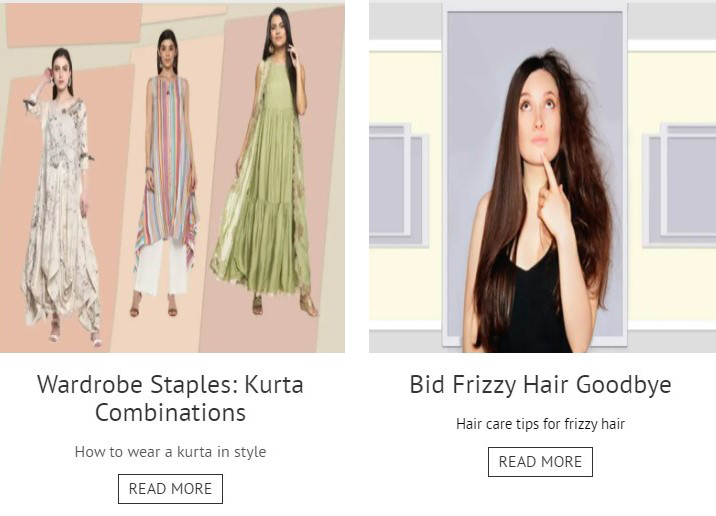 Wardrobe Staples: Kurta
Combinations
How to wear a kurta in style
READ MORE
Bid Frizzy Hair Goodbye
Hair care tips for frizzy hair
READ MORE